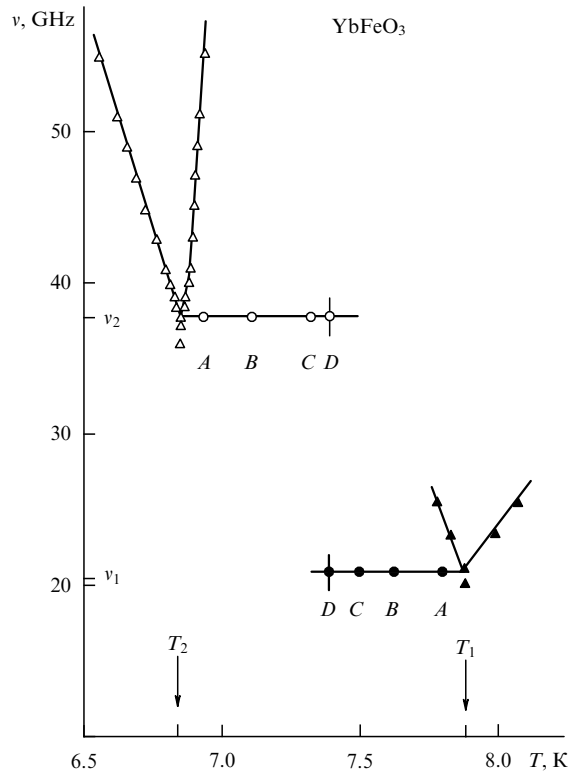 ν, GHz
YbFeO₃
50
40
ν₂
A B C D
30
20
ν₁
D C B A
T₂
T₁
6.5 7.0 7.5 8.0 T, K